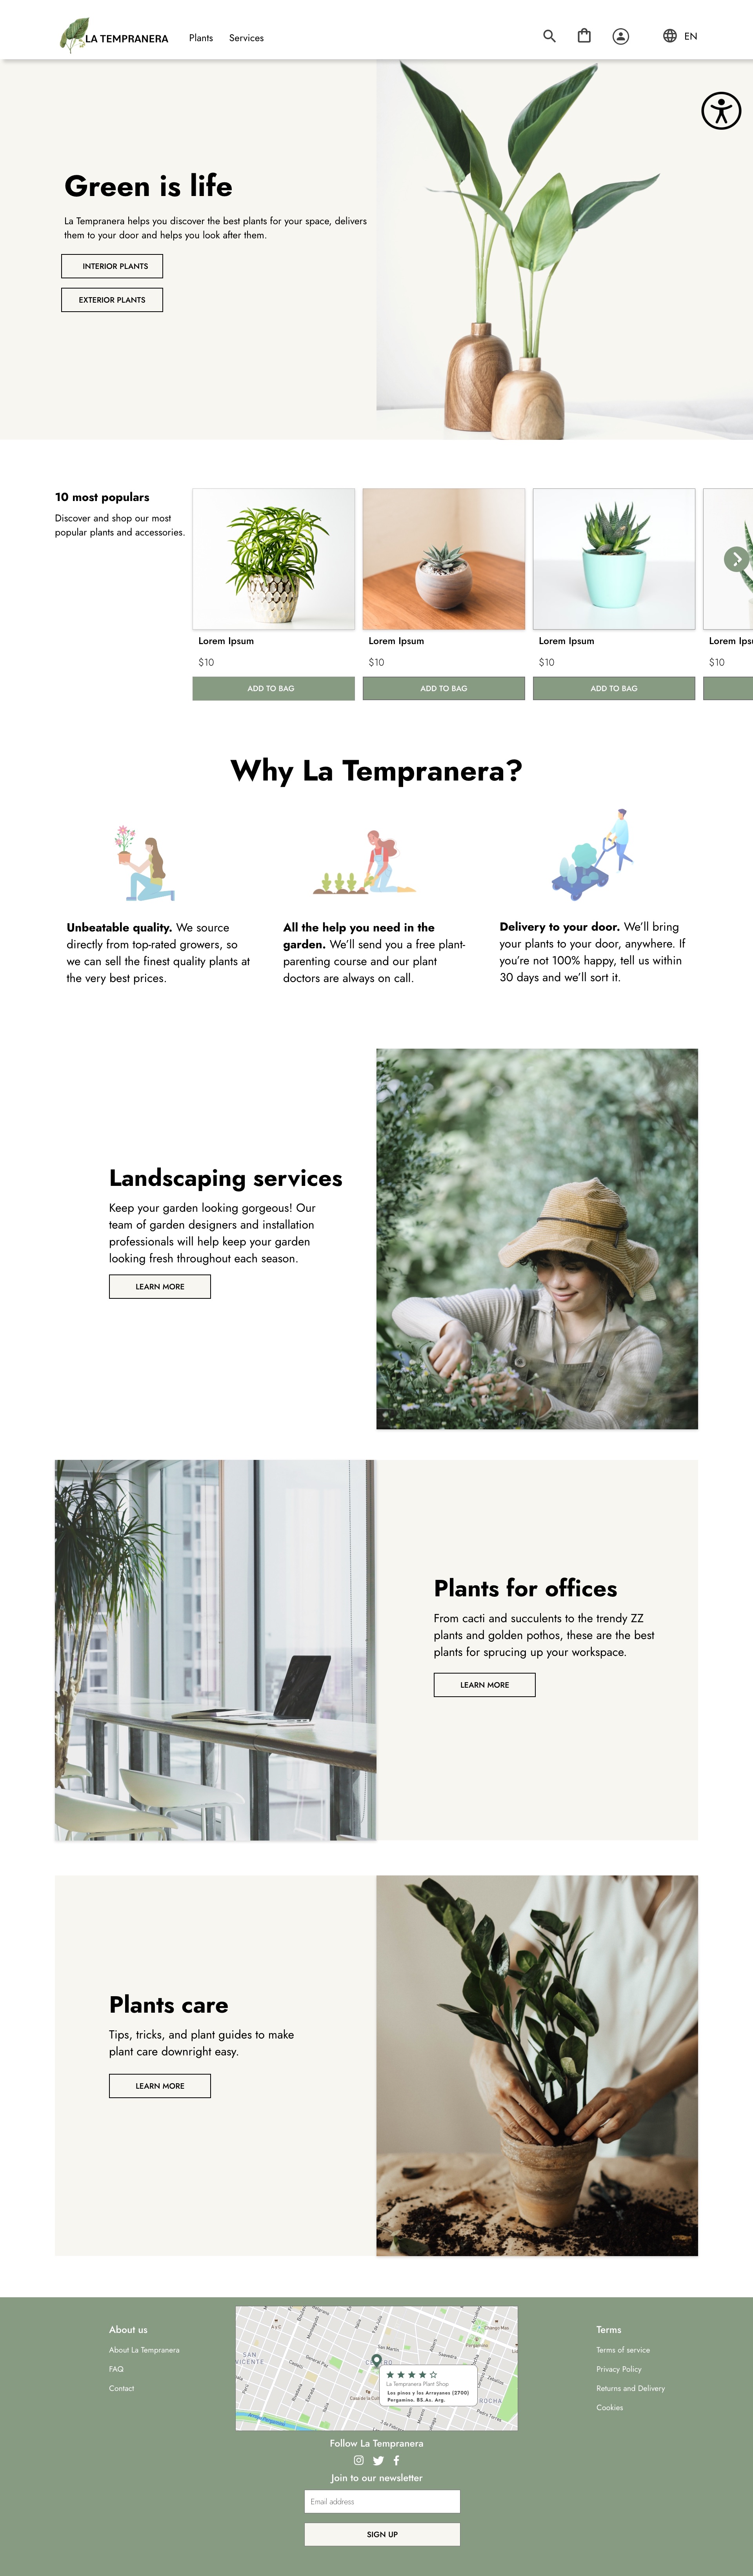 LA TEMPRANERA
Plants
Services
EN
Green is life
La Tempranera helps you discover the best plants for your space, delivers
them to your door and helps you look after them.
INTERIOR PLANTS
EXTERIOR PLANTS
10 most populars
Discover and shop our most
popular plants and accessories.
Lorem Ipsum
$10
ADD TO BAG
Lorem Ipsum
$10
ADD TO BAG
Lorem Ipsum
$10
ADD TO BAG
Lorem Ips
$10
Why La Tempranera?
Unbeatable quality. We source
directly from top-rated growers, so
we can sell the finest quality plants at
the very best prices.
All the help you need in the
garden. We'll send you a free plant-
parenting course and our plant
doctors are always on call.
Delivery to your door. We'll bring
your plants to your door, anywhere. If
you're not 100% happy, tell us within
30 days and we'll sort it.
Landscaping services
Keep your garden looking gorgeous! Our
team of garden designers and installation
professionals will help keep your garden
looking fresh throughout each season.
LEARN MORE
Plants for offices
From cacti and succulents to the trendy ZZ
plants and golden pothos, these are the best
plants for sprucing up your workspace.
LEARN MORE
Plants care
Tips, tricks, and plant guides to make
plant care downright easy.
LEARN MORE
About us
About La Tempranera
FAQ
Contact
SAN
VICENTE
La Tempranera Plant Shop
Los pinos y los Arrayanes (2700)
Pergamino. BS.As. Arg.
Terms
Terms of service
Privacy Policy
Returns and Delivery
Cookies
Follow La Tempranera
Join to our newsletter
Email address
SIGN UP